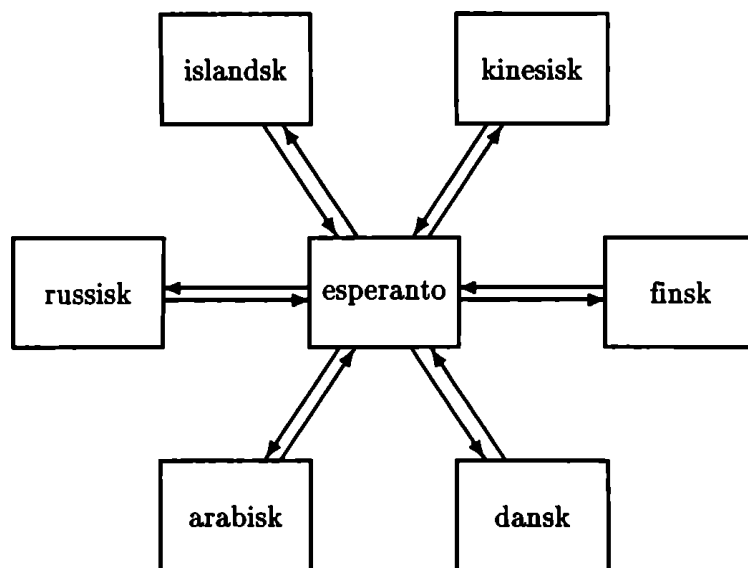 islandsk
kinesisk
russisk
esperanto
finsk
arabisk
dansk